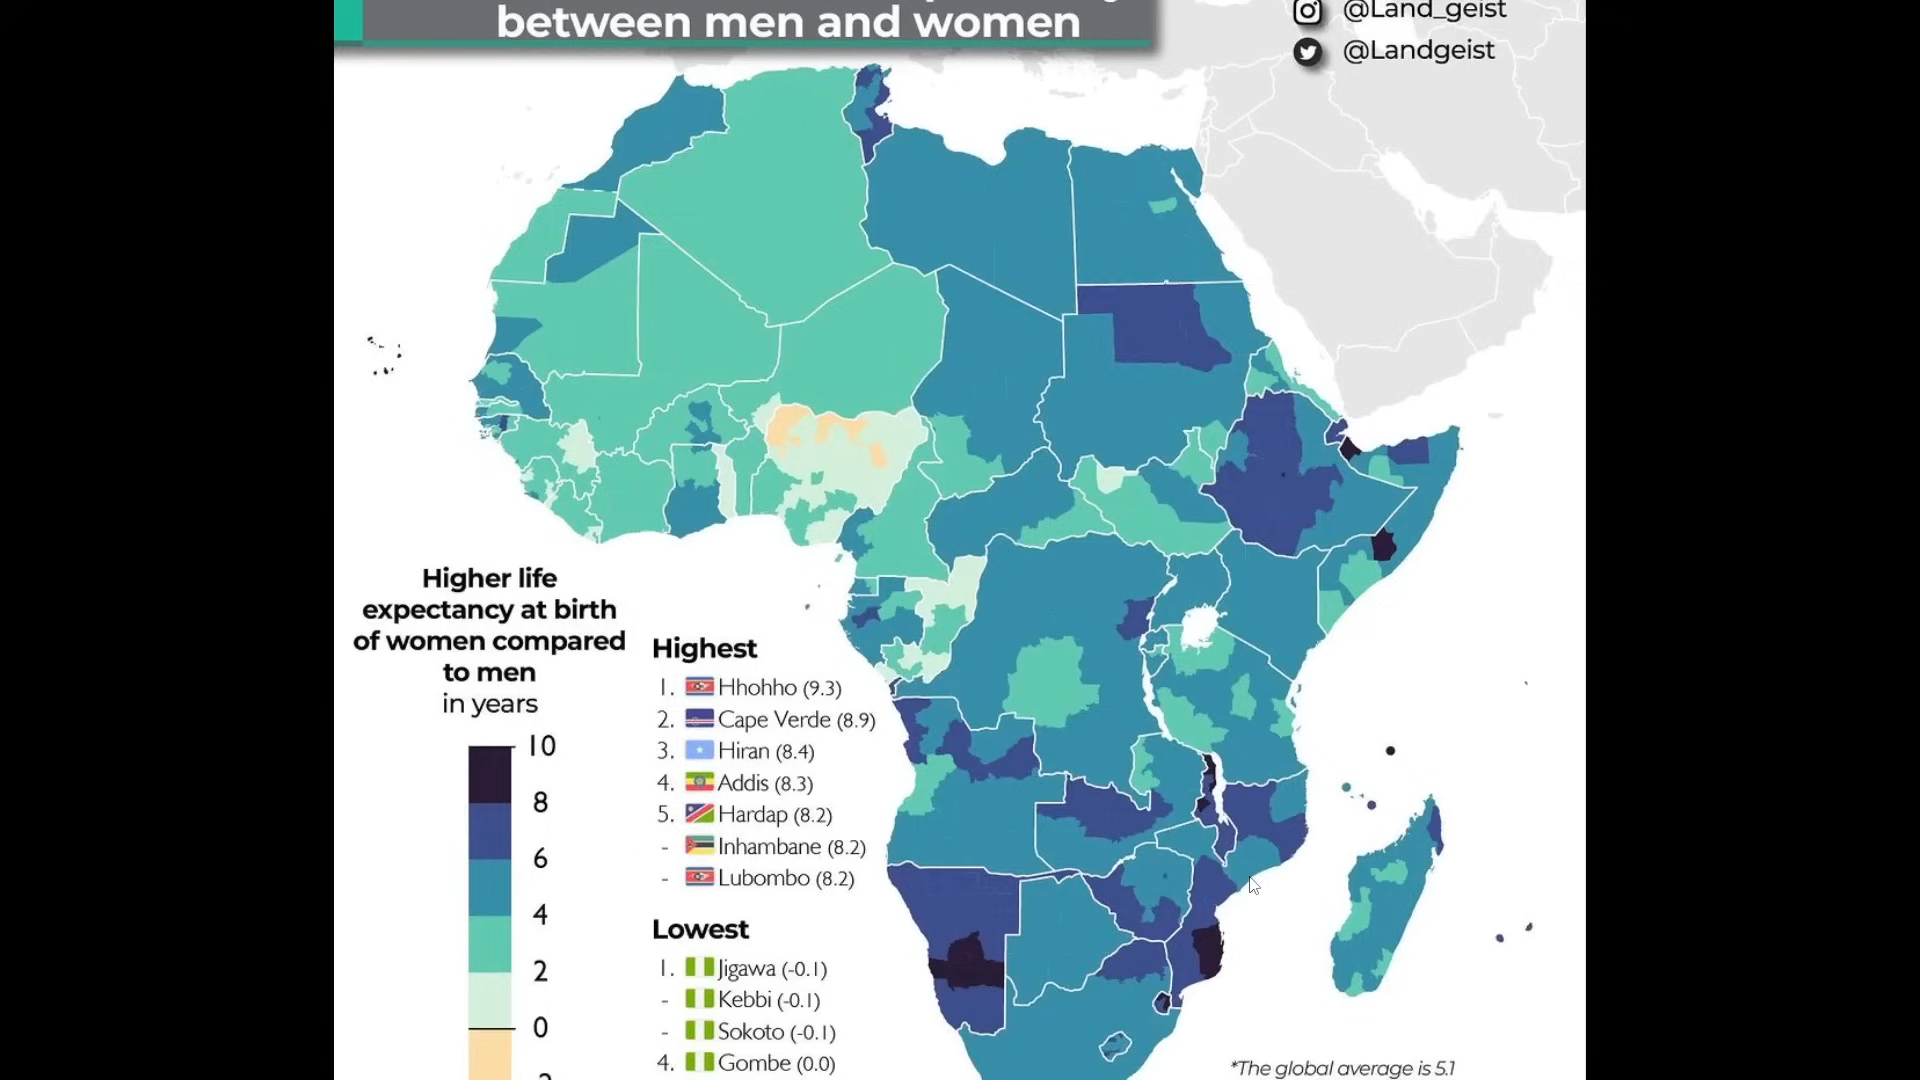 between men and women
@Land_geist
@Landgeist
Higher life
expectancy at birth
of women compared
to men
in years
10
8
6
4
2
0
Highest
1. Hhohho (9.3)
2. Cape Verde (8.9)
3. Hiran (8.4)
4. Addis (8.3)
5. Hardap (8.2)
- Inhambane (8.2)
- Lubombo (8.2)
Lowest
1. Jigawa (-0.1)
- Kebbi (-0.1)
- Sokoto (-0.1)
4. Gombe (0.0)
*The global average is 5.1